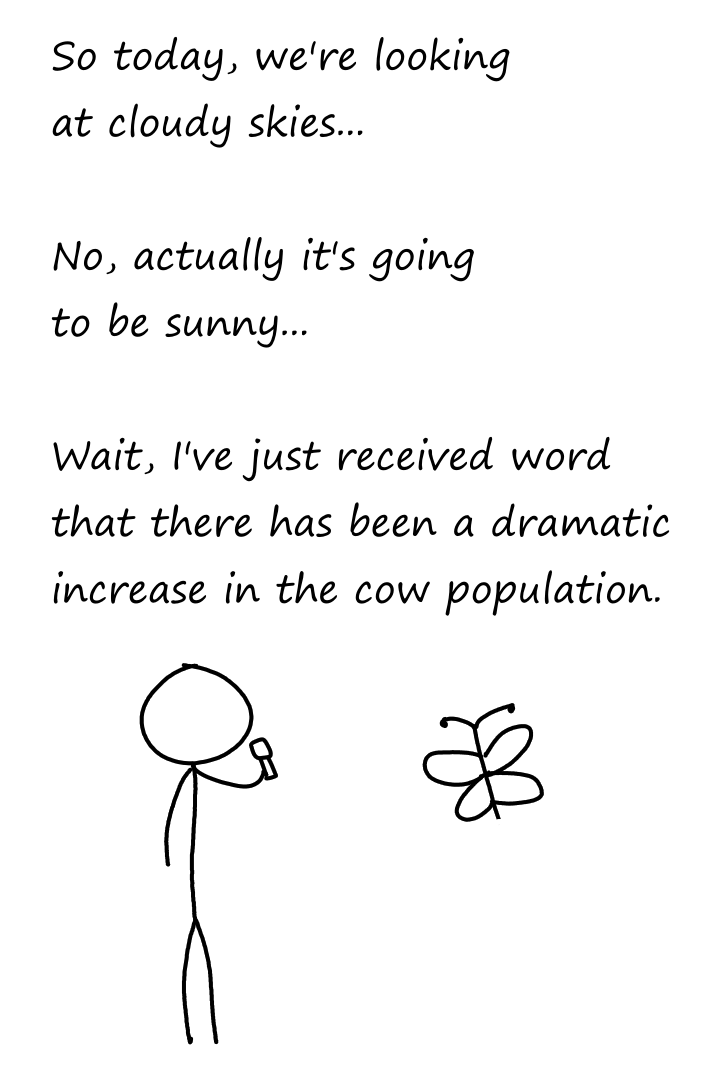 So today, we're looking
at cloudy skies...
No, actually it's going
to be sunny...
Wait, I've just received word
that there has been a dramatic
increase in the cow population.